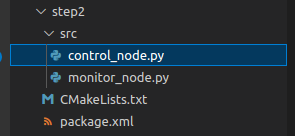 step2
src
control_node.py
monitor_node.py
CMakeLists.txt
package.xml